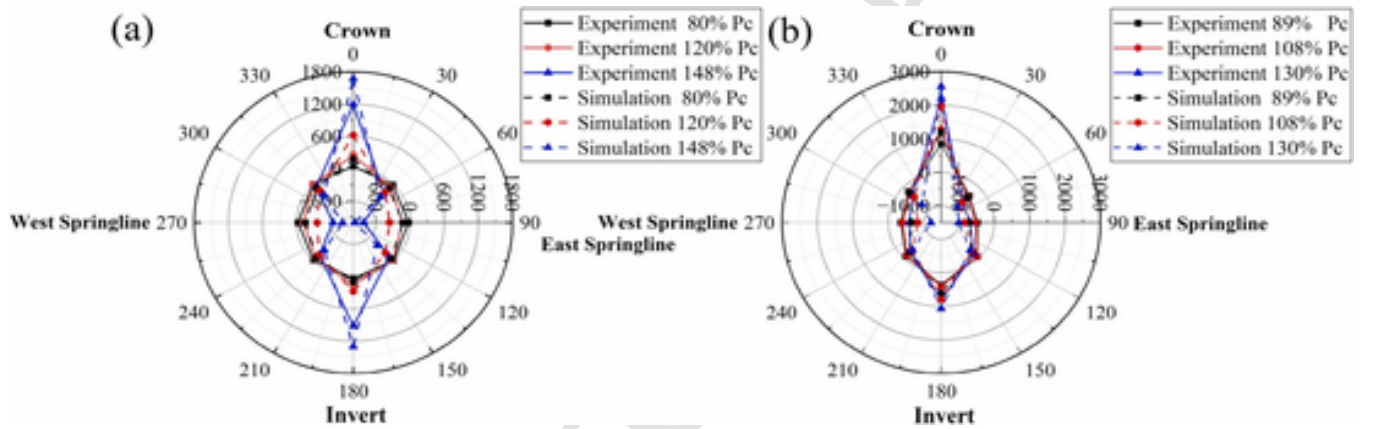 (a)
Crown
0
30
60
90
120
150
180
210
240
270
300
330
1800
1200
600
0
600
1200
1800
West Springline
East Springline
Invert
Experiment 80% Pc
Experiment 120% Pc
Experiment 148% Pc
Simulation 80% Pc
Simulation 120% Pc
Simulation 148% Pc
(b)
Crown
0
30
60
90
120
150
180
210
240
270
300
330
3000
2000
1000
0
1000
2000
3000
West Springline
East Springline
Invert
Experiment 89% Pc
Experiment 108% Pc
Experiment 130% Pc
Simulation 89% Pc
Simulation 108% Pc
Simulation 130% Pc